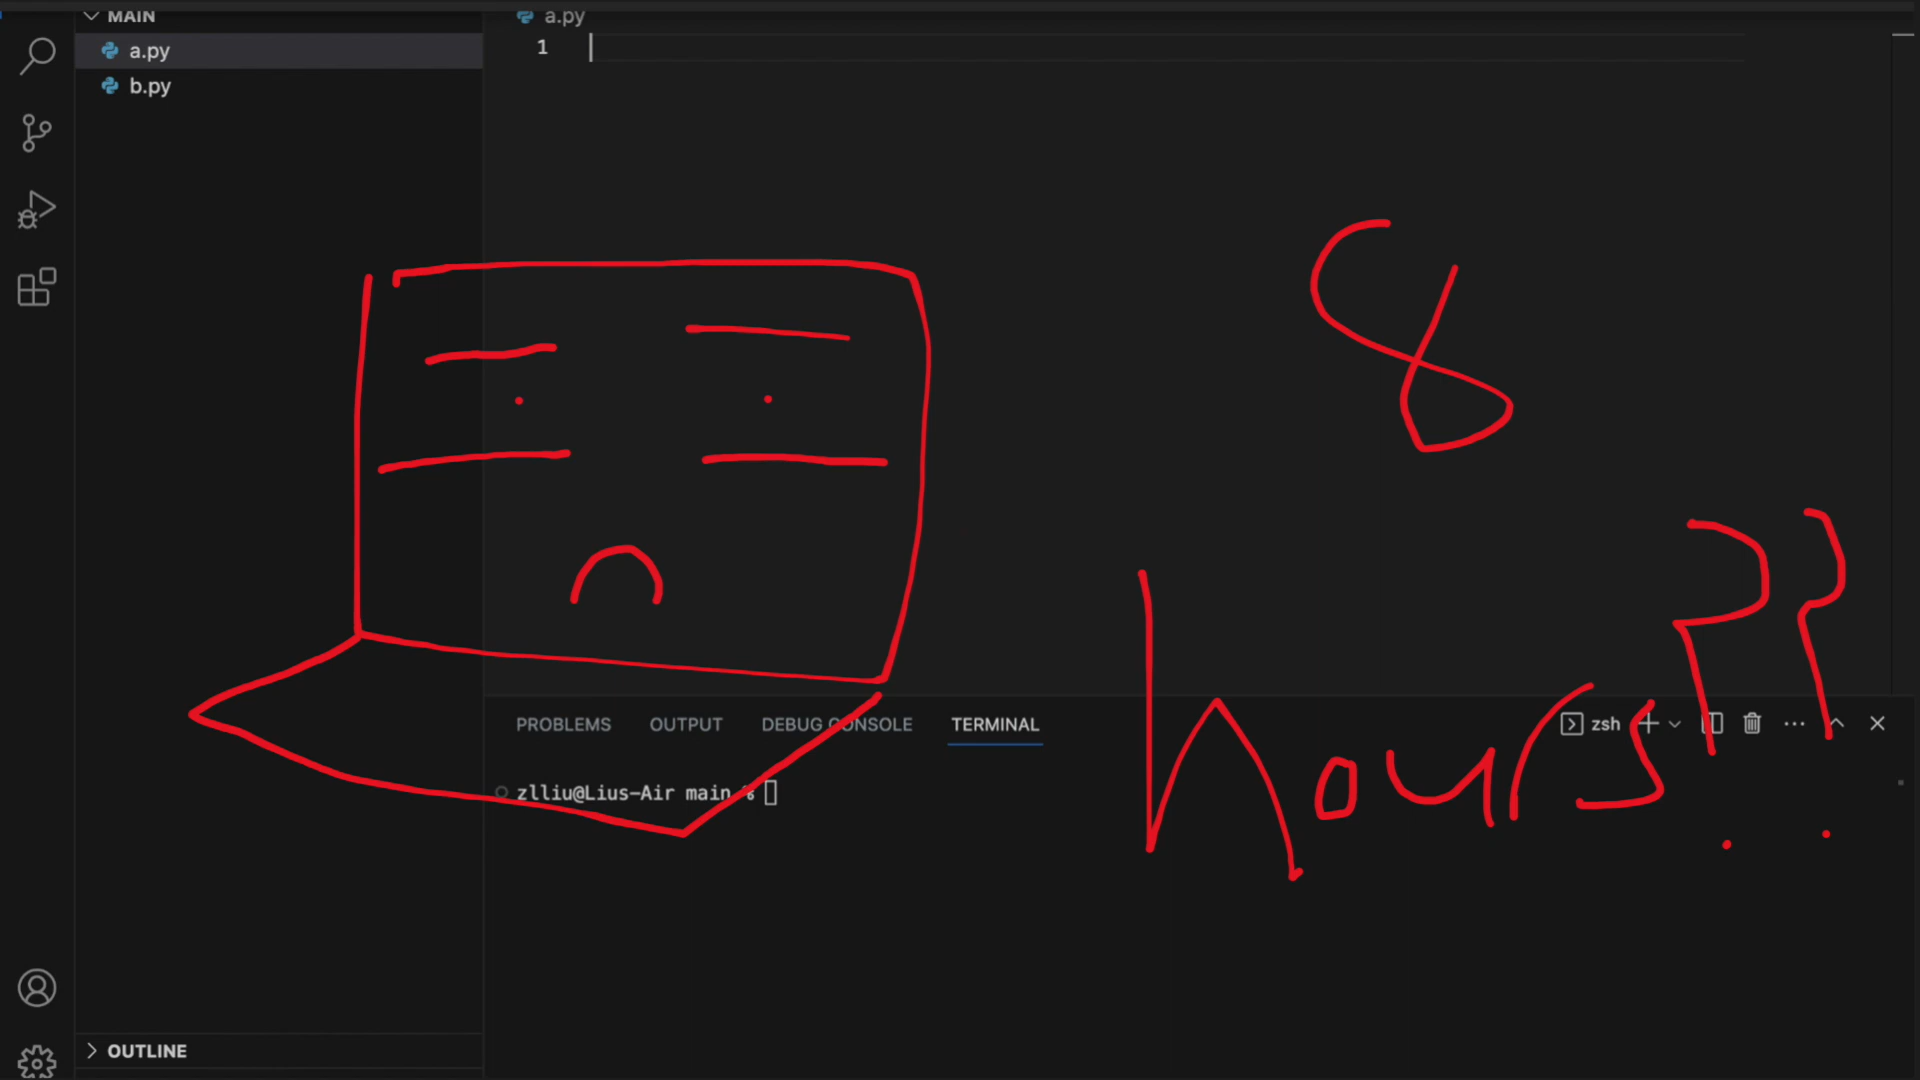 MAIN
a.py
b.py
a.py
1
8
hours??
PROBLEMS OUTPUT DEBUG CONSOLE TERMINAL
zsh
zlliu@Lius-Air main %
OUTLINE